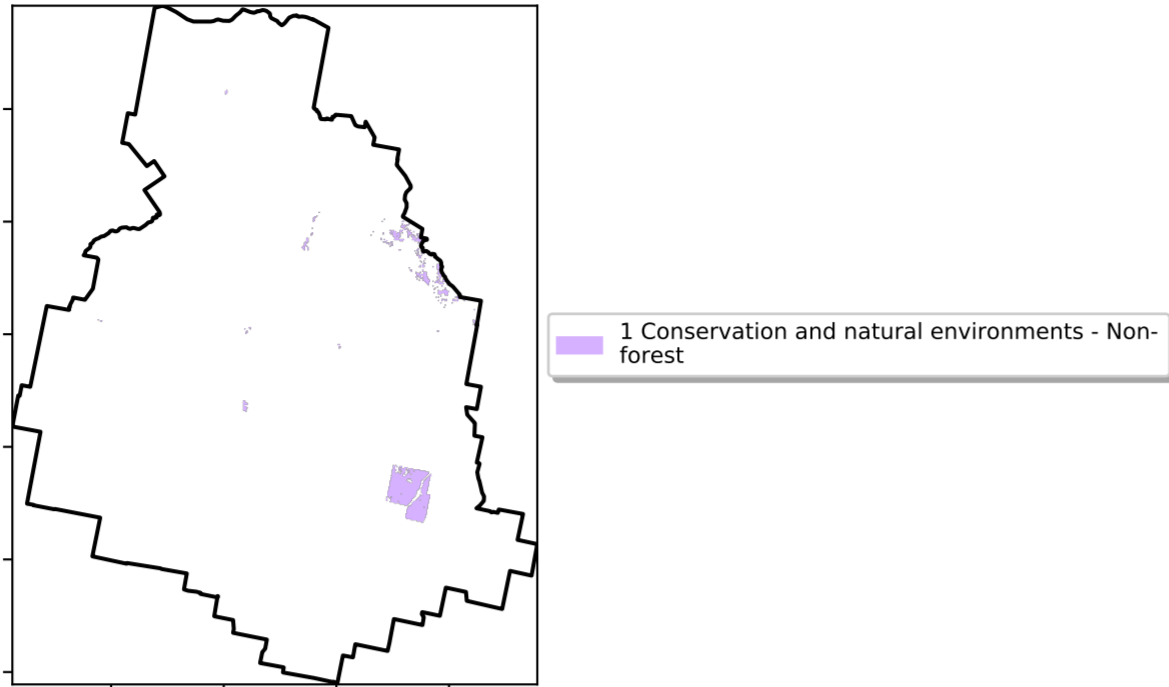 1 Conservation and natural environments - Non-
forest